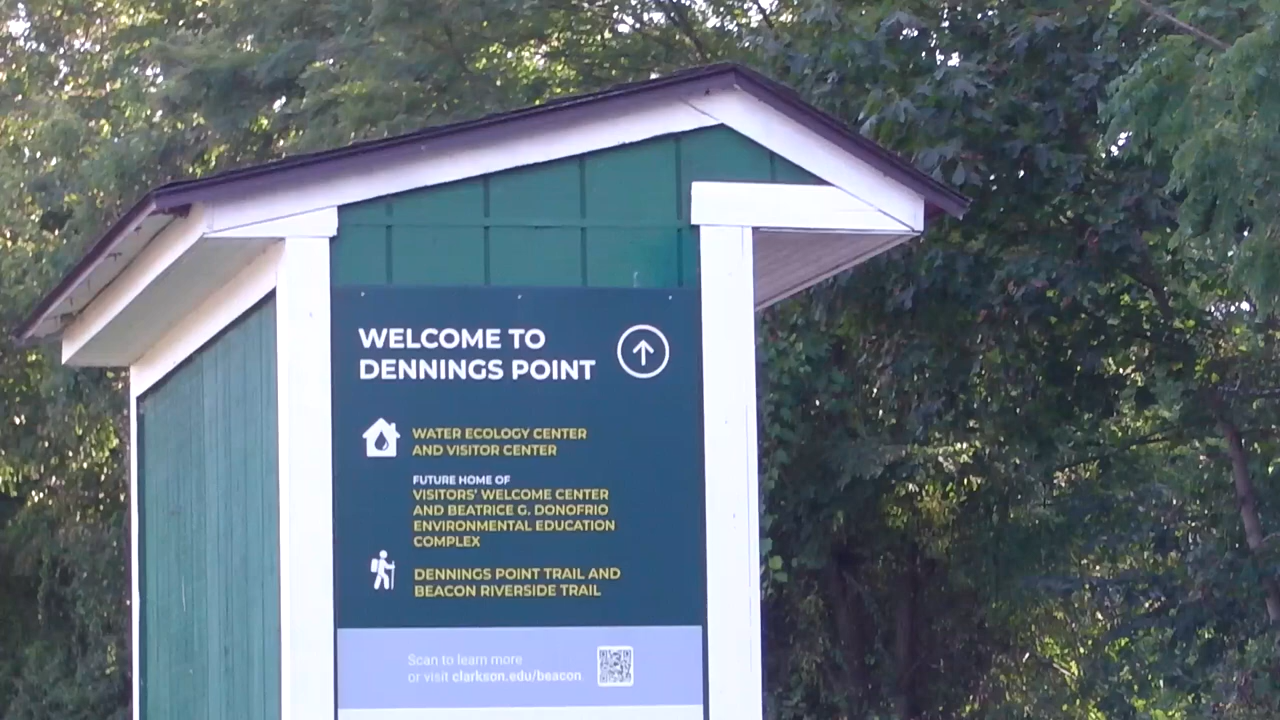 WELCOME TO
DENNINGS POINT
WATER ECOLOGY CENTER
AND VISITOR CENTER
FUTURE HOME OF
VISITORS' WELCOME CENTER
AND BEATRICE G. DONOFRIO
ENVIRONMENTAL EDUCATION
COMPLEX
DENNINGS POINT TRAIL AND
BEACON RIVERSIDE TRAIL
Scan to learn more
or visit clarkson.edu/beacon